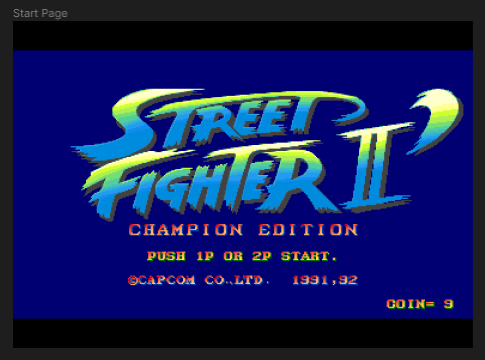 Start Page
STREET
FIGHTER II'
CHAMPION EDITION
PUSH 1P OR 2P START.
©CAPCOM CO.,LTD. 1991,92
COIN= 9